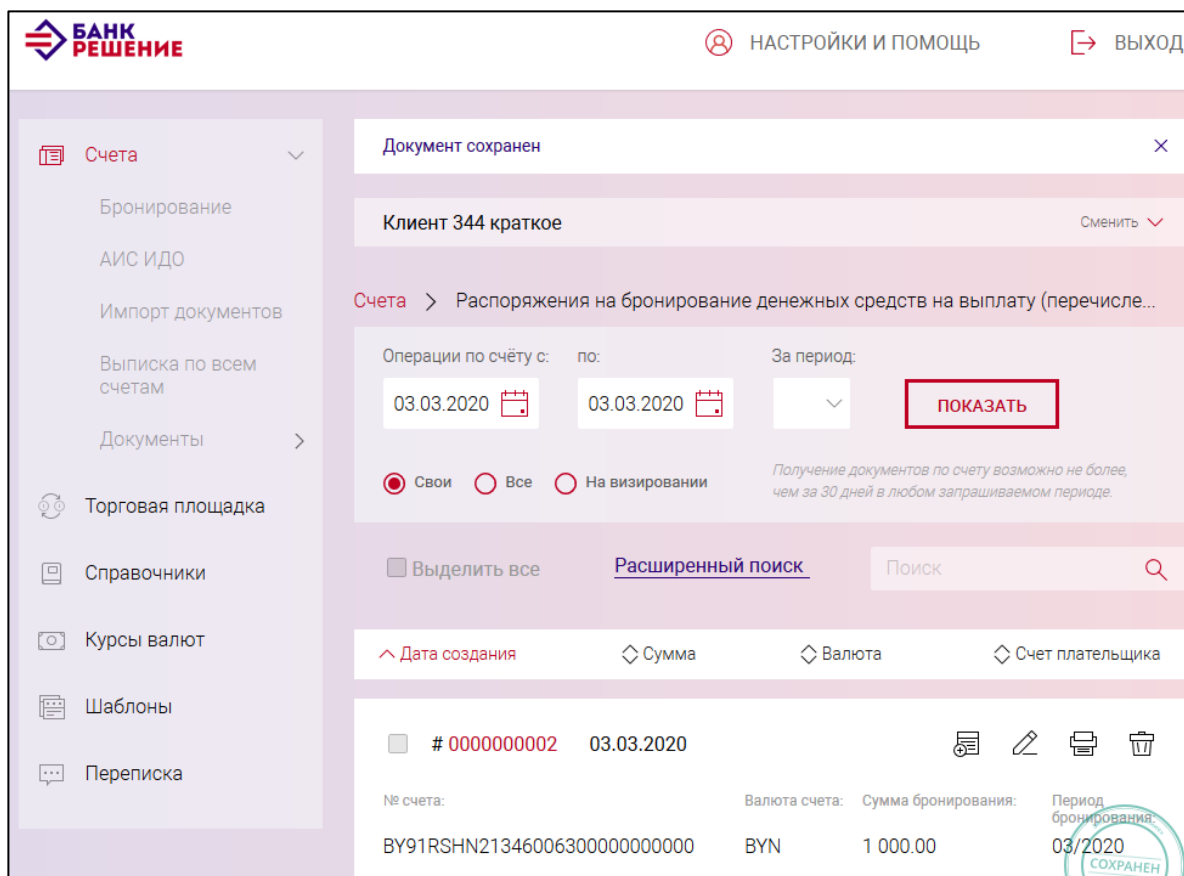 БАНК
РЕШЕНИЕ
НАСТРОЙКИ И ПОМОЩЬ
ВЫХОД
Счета
Бронирование
АИС ИДО
Импорт документов
Выписка по всем
счетам
Документы
Торговая площадка
Справочники
Курсы валют
Шаблоны
Переписка
Документ сохранен
Клиент 344 краткое
Сменить
Счета > Распоряжения на бронирование денежных средств на выплату (перечисле...
Операции по счёту с: по: За период:
03.03.2020 03.03.2020 ПОКАЗАТЬ
Свои Все На визировании
Получение документов по счету возможно не более,
чем за 30 дней в любом запрашиваемом периоде.
Выделить все Расширенный поиск Поиск
Дата создания Сумма Валюта Счет плательщика
# 0000000002 03.03.2020
№ счета: Валюта счета: Сумма бронирования: Период
бронирования:
BY91RSHN21346006300000000000 BYN 1 000.00 03/2020
СОХРАНЕН